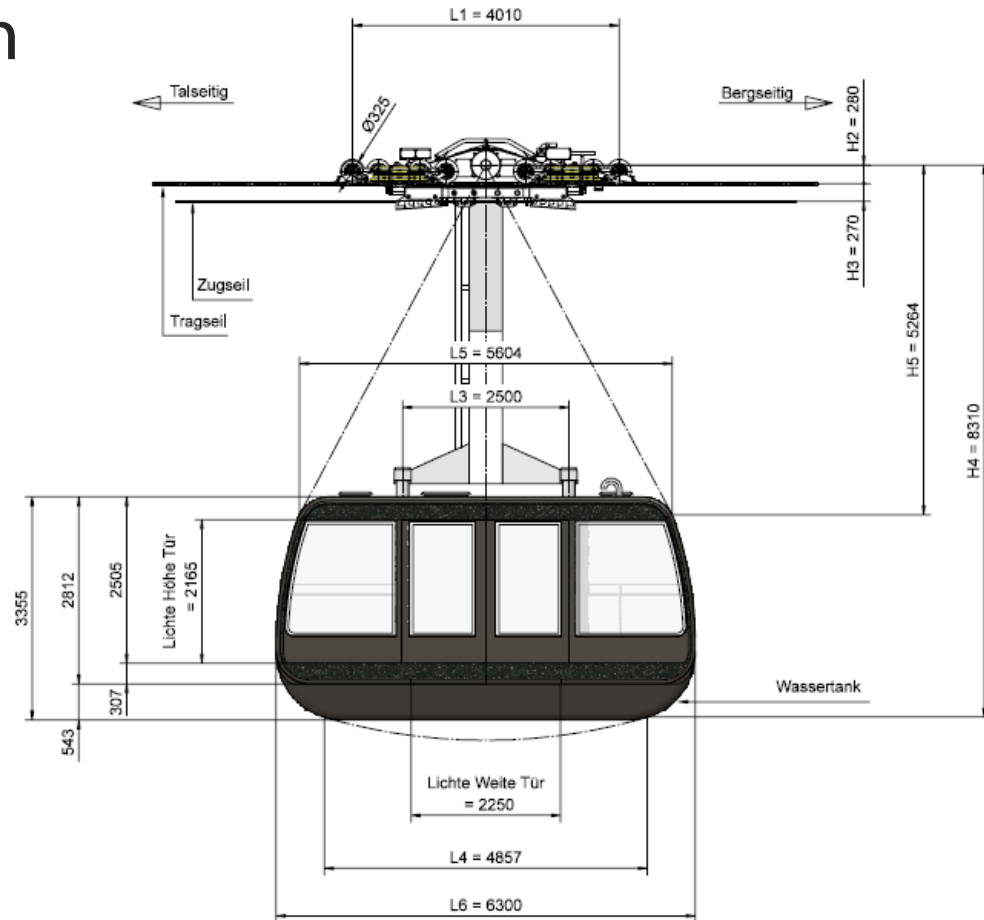 n
L1 = 4010
Talseitig
Bergseitig
Ø325
H2 = 280
H3 = 270
Zugseil
Tragseil
L5 = 5604
L3 = 2500
H5 = 5264
H4 = 8310
3355
2812
2505
Lichte Höhe Tür
= 2165
307
543
Wassertank
Lichte Weite Tür
= 2250
L4 = 4857
L6 = 6300